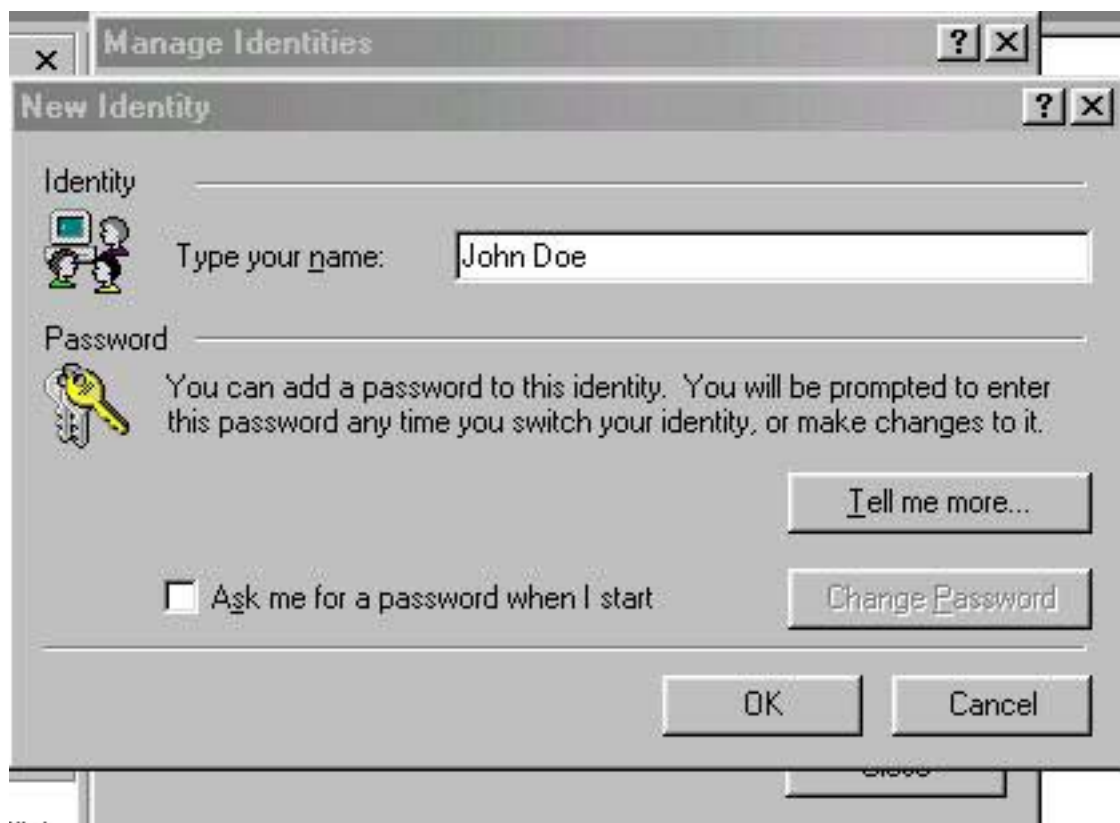 Manage Identities
New Identity
Identity
Type your name: John Doe
Password
You can add a password to this identity. You will be prompted to enter
this password any time you switch your identity, or make changes to it.
Tell me more...
Ask me for a password when I start
Change Password
OK
Cancel